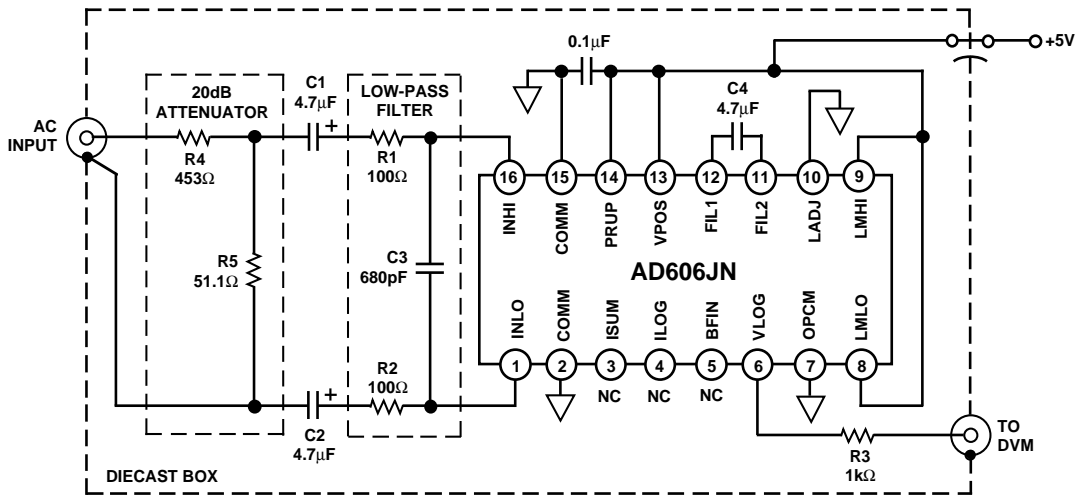 0.1μF
+5V
20dB
ATTENUATOR
C1
4.7μF
+
LOW-PASS
FILTER
C4
4.7μF
AC
INPUT
R4
453Ω
R1
100Ω
16
15
14
13
12
11
10
9
INHI
COMM
PRUP
VPOS
FIL1
FIL2
LADJ
LMHI
R5
51.1Ω
C3
680pF
AD606JN
INLO
COMM
ISUM
ILOG
BFIN
VLOG
OPCM
LMLO
1
2
3
4
5
6
7
8
NC
NC
NC
R2
100Ω
+
C2
4.7μF
R3
1kΩ
TO
DVM
DIECAST BOX